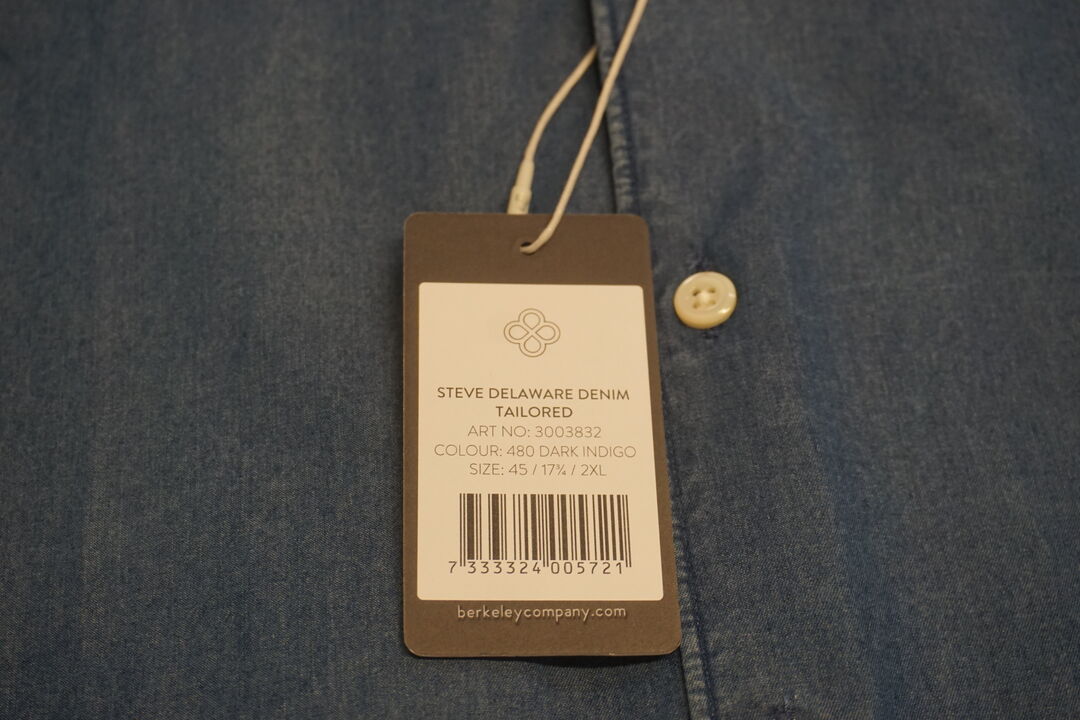 STEVE DELAWARE DENIM
TAILORED
ART NO: 3003832
COLOUR: 480 DARK INDIGO
SIZE: 45 / 17¾ / 2XL
7 333324 005721
berkeleycompany.com